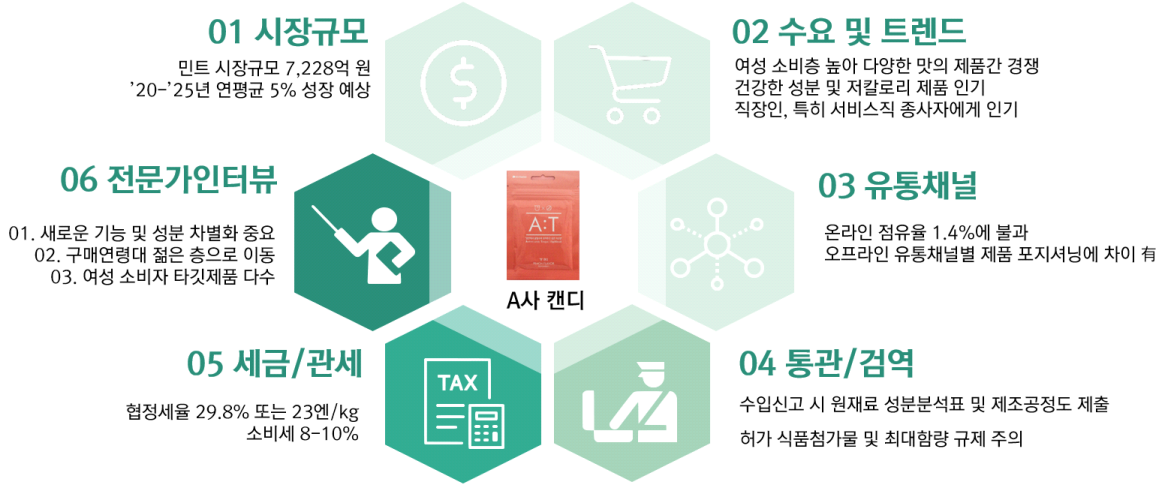 01 시장규모
민트 시장규모 7,228억 원
’20-’25년 연평균 5% 성장 예상
02 수요 및 트렌드
여성 소비층 높아 다양한 맛의 제품간 경쟁
건강한 성분 및 저칼로리 제품 인기
직장인, 특히 서비스직 종사자에게 인기
03 유통채널
온라인 점유율 1.4%에 불과
오프라인 유통채널별 제품 포지셔닝에 차이 有
04 통관/검역
수입신고 시 원재료 성분분석표 및 제조공정도 제출
허가 식품첨가물 및 최대함량 규제 주의
05 세금/관세
협정세율 29.8% 또는 23엔/kg
소비세 8-10%
TAX
06 전문가인터뷰
01. 새로운 기능 및 성분 차별화 중요
02. 구매연령대 젊은 층으로 이동
03. 여성 소비자 타깃제품 다수
A:T
A사 캔디